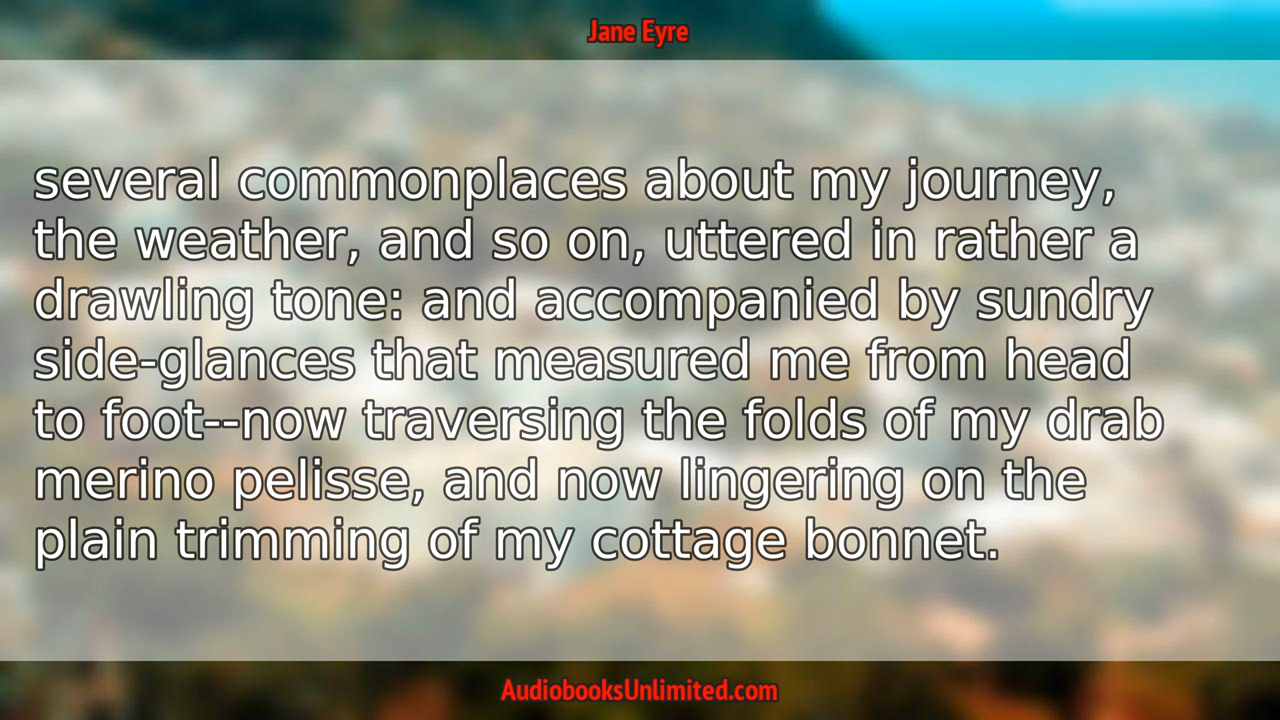 Jane Eyre
several commonplaces about my journey,
the weather, and so on, uttered in rather a
drawling tone: and accompanied by sundry
side-glances that measured me from head
to foot--now traversing the folds of my drab
merino pelisse, and now lingering on the
plain trimming of my cottage bonnet.
AudiobooksUnlimited.com